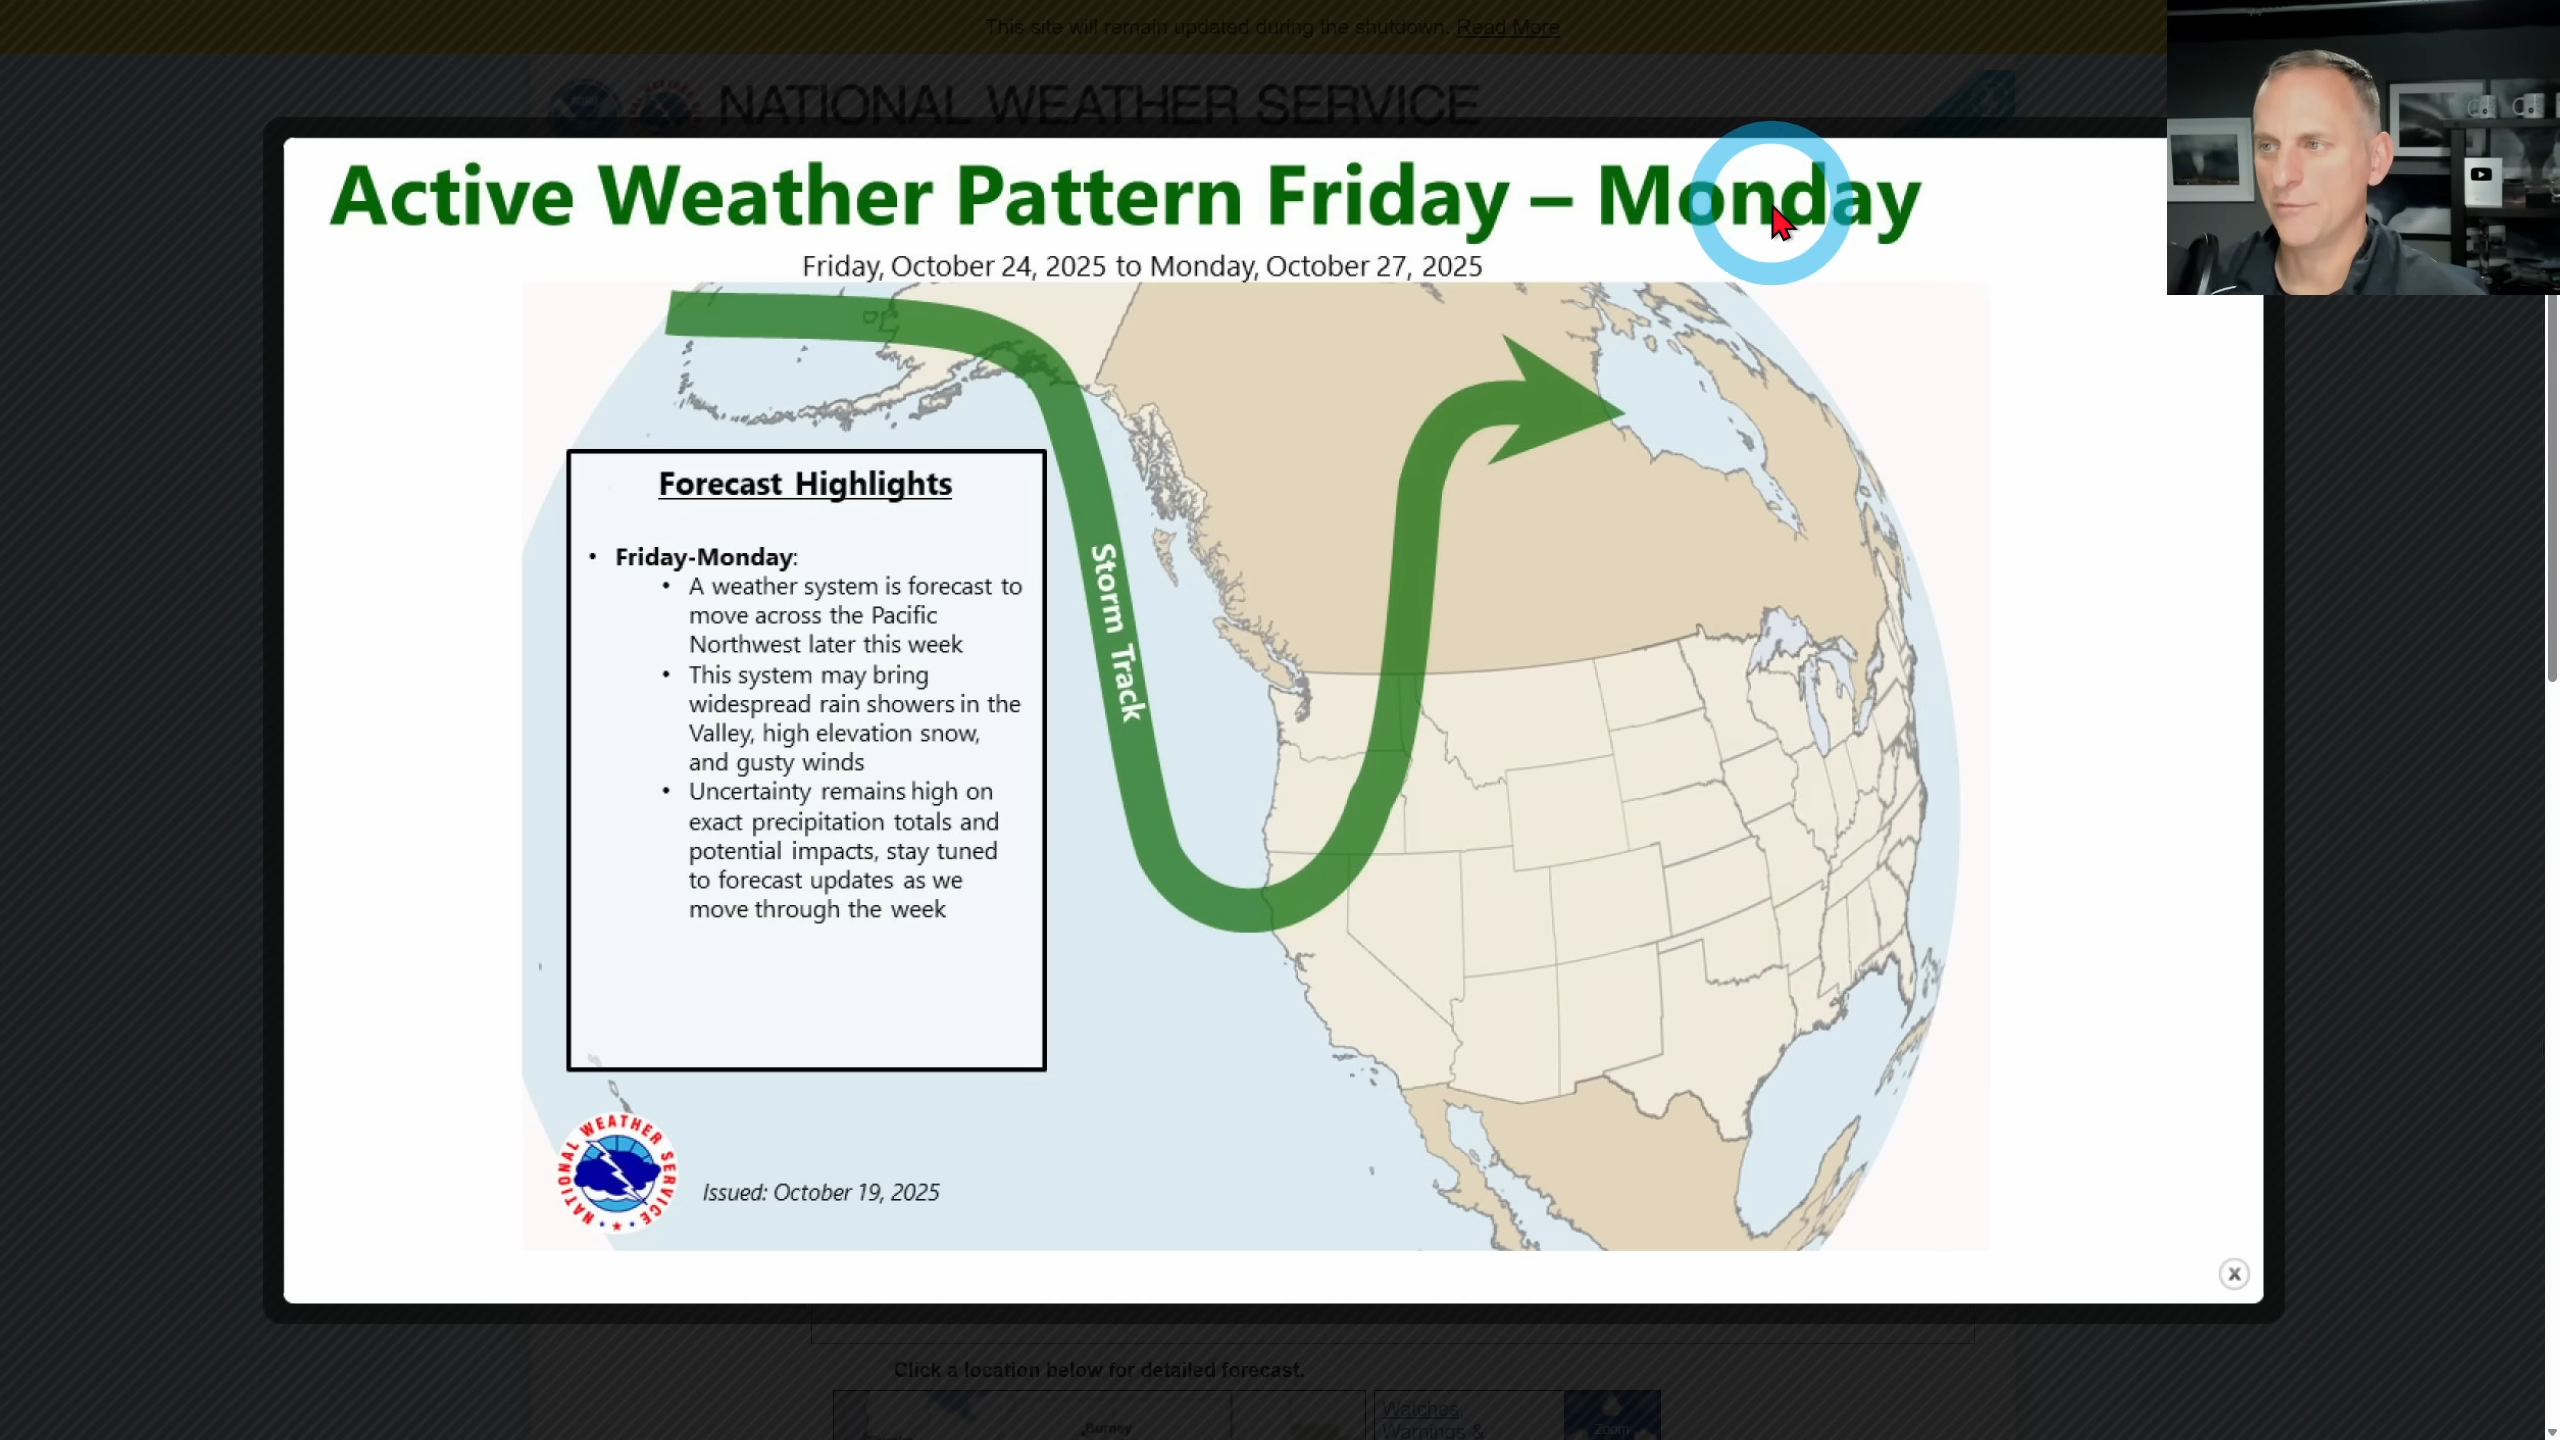 This site will remain updated during the shutdown. Read More
NATIONAL WEATHER SERVICE
Active Weather Pattern Friday – Monday
Friday, October 24, 2025 to Monday, October 27, 2025
Forecast Highlights
• Friday-Monday:
• A weather system is forecast to
move across the Pacific
Northwest later this week
• This system may bring
widespread rain showers in the
Valley, high elevation snow,
and gusty winds
• Uncertainty remains high on
exact precipitation totals and
potential impacts, stay tuned
to forecast updates as we
move through the week
Storm Track
NATIONAL WEATHER SERVICE
Issued: October 19, 2025
X
Click a location below for detailed forecast.
Burney
Watches,
Warnings &
Zoom